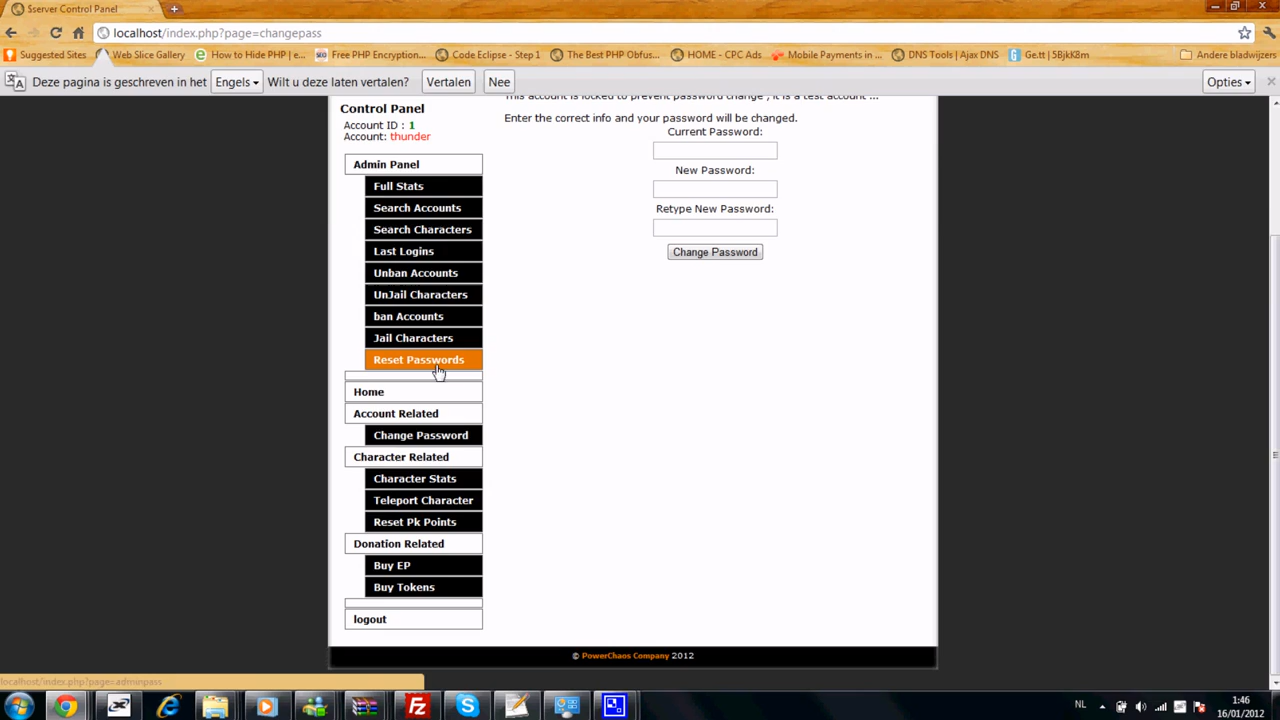 $server Control Panel
localhost/index.php?page=changepass
Suggested Sites
Web Slice Gallery
How to Hide PHP | e...
Free PHP Encryption...
Code Eclipse - Step 1
The Best PHP Obfus...
HOME - CPC Ads
Mobile Payments in ...
DNS Tools | Ajax DNS
Ge.tt | 5BjkK8m
Andere bladwijzers
Deze pagina is geschreven in het Engels Wilt u deze laten vertalen? Vertalen Nee Opties
This account is locked to prevent password change , it is a test account ...
Enter the correct info and your password will be changed.
Current Password:
New Password:
Retype New Password:
Change Password
Control Panel
Account ID : 1
Account: thunder
Admin Panel
Full Stats
Search Accounts
Search Characters
Last Logins
Unban Accounts
UnJail Characters
ban Accounts
Jail Characters
Reset Passwords
Home
Account Related
Change Password
Character Related
Character Stats
Teleport Character
Reset Pk Points
Donation Related
Buy EP
Buy Tokens
logout
© PowerChaos Company 2012
localhost/index.php?page=adminpass
NL
1:46
16/01/2012